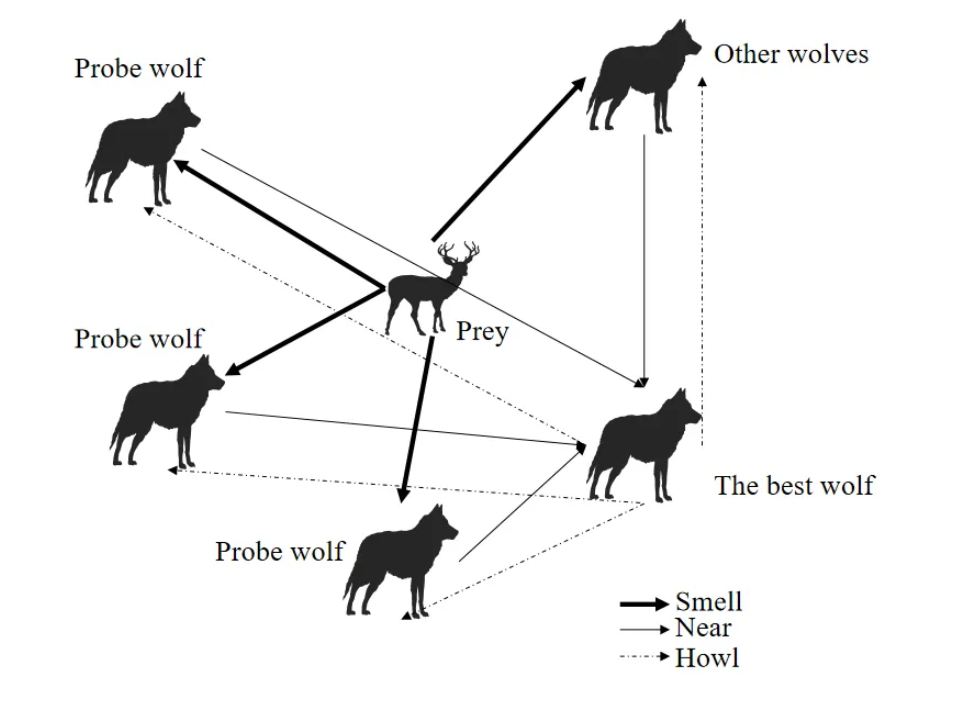 Other wolves
Probe wolf
Prey
Probe wolf
The best wolf
Probe wolf
Smell
Near
Howl